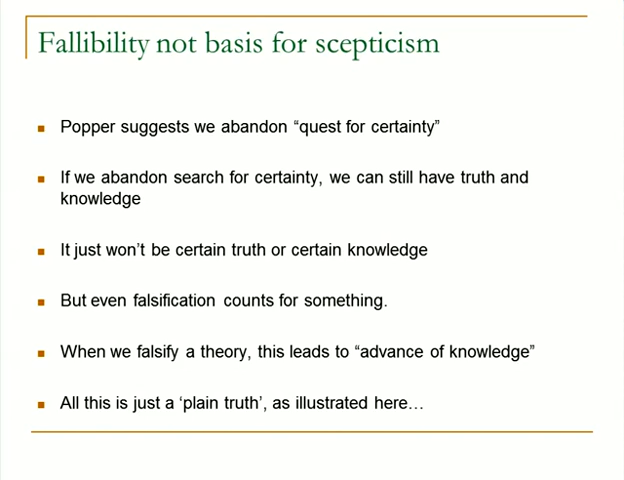 Fallibility not basis for scepticism
Popper suggests we abandon “quest for certainty”
If we abandon search for certainty, we can still have truth and
knowledge
It just won’t be certain truth or certain knowledge
But even falsification counts for something.
When we falsify a theory, this leads to “advance of knowledge”
All this is just a ‘plain truth’, as illustrated here…